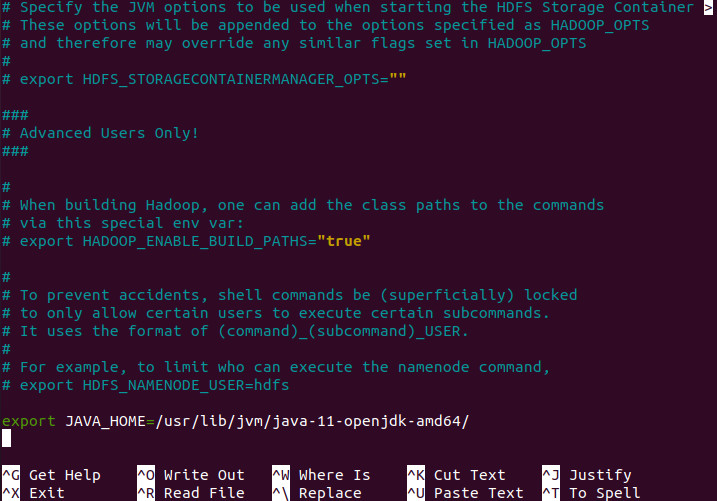 # Specify the JVM options to be used when starting the HDFS Storage Container >
# These options will be appended to the options specified as HADOOP_OPTS
# and therefore may override any similar flags set in HADOOP_OPTS
#
# export HDFS_STORAGECONTAINERMANAGER_OPTS=""
###
# Advanced Users Only!
###
#
# When building Hadoop, one can add the class paths to the commands
# via this special env var:
# export HADOOP_ENABLE_BUILD_PATHS="true"
#
# To prevent accidents, shell commands be (superficially) locked
# to only allow certain users to execute certain subcommands.
# It uses the format of (command)_(subcommand)_USER.
#
# For example, to limit who can execute the namenode command,
# export HDFS_NAMENODE_USER=hdfs
export JAVA_HOME=/usr/lib/jvm/java-11-openjdk-amd64/
^G Get Help ^O Write Out ^W Where Is ^K Cut Text ^J Justify
^X Exit ^R Read File ^\ Replace ^U Paste Text ^T To Spell